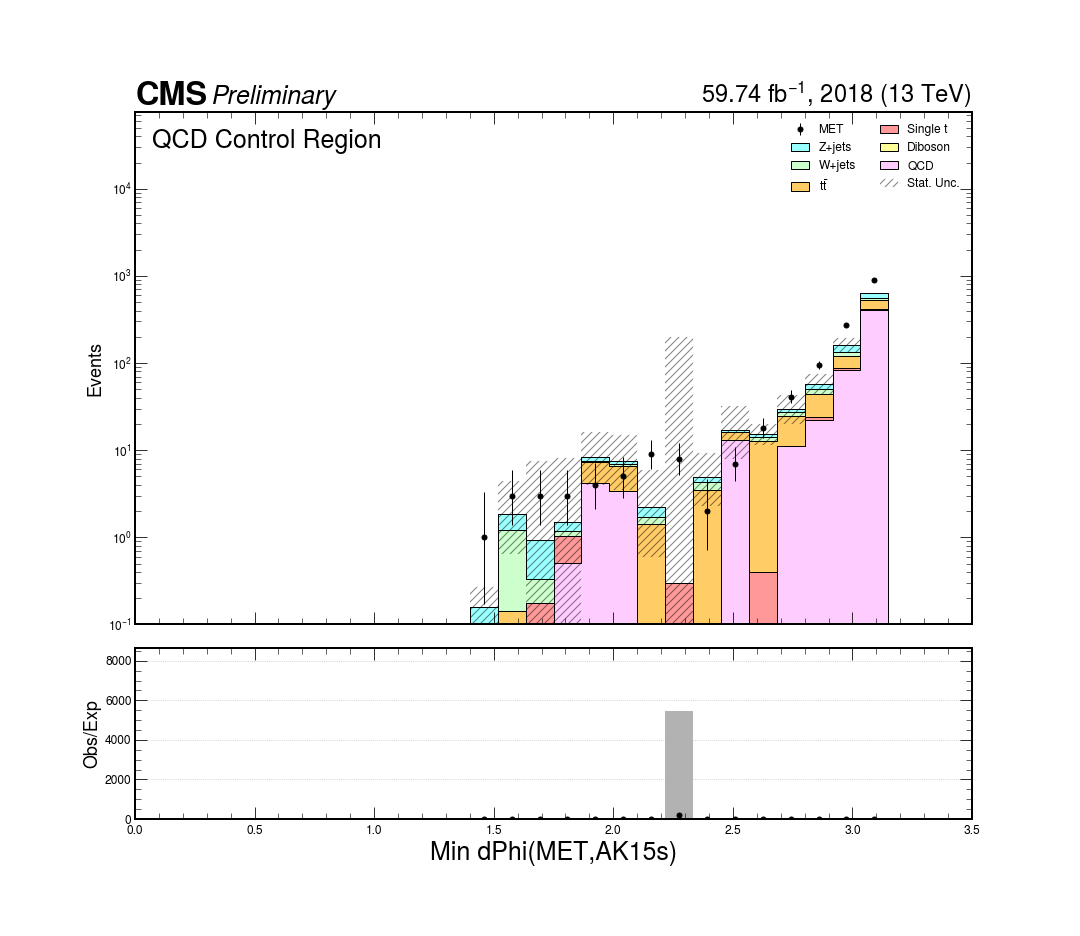 CMS Preliminary
59.74 fb⁻¹, 2018 (13 TeV)
QCD Control Region
MET
Z+jets
W+jets
tt̄
Single t
Diboson
QCD
Stat. Unc.
Events
10⁴
10³
10²
10¹
10⁰
10⁻¹
Obs/Exp
8000
6000
4000
2000
0
0.0 0.5 1.0 1.5 2.0 2.5 3.0 3.5
Min dPhi(MET,AK15s)